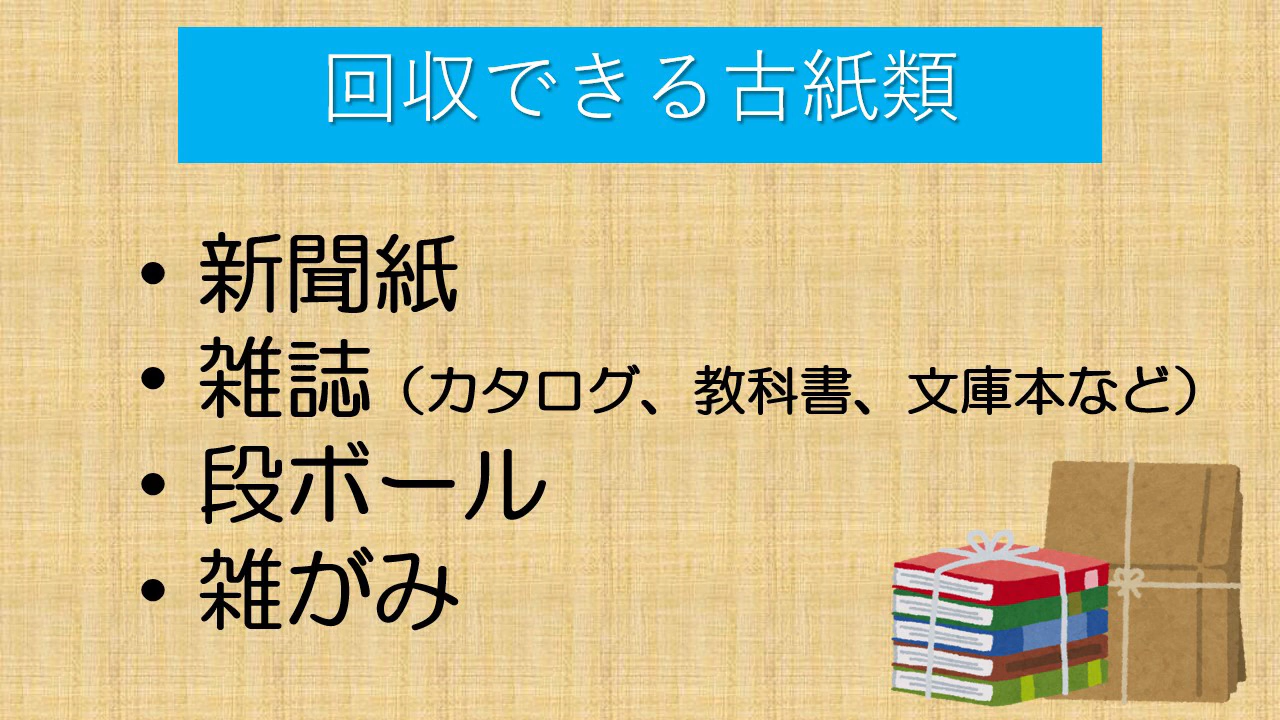 回収できる古紙類
・新聞紙
・雑誌（カタログ、教科書、文庫本など）
・段ボール
・雑がみ